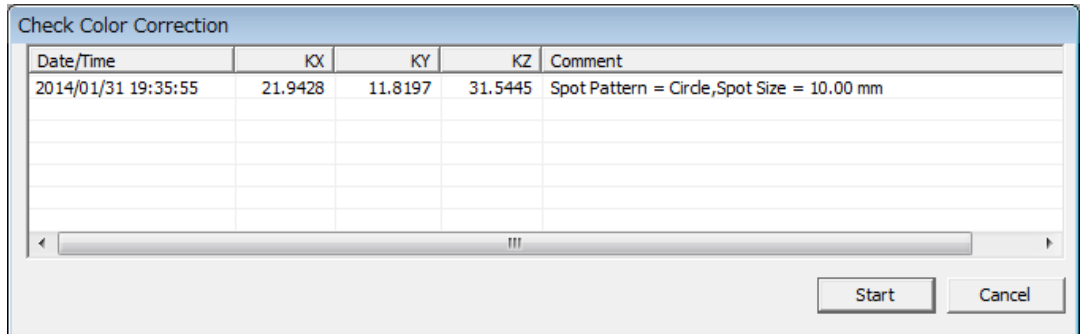 Check Color Correction
Date/Time KX KY KZ Comment
2014/01/31 19:35:55 21.9428 11.8197 31.5445 Spot Pattern = Circle,Spot Size = 10.00 mm
Start Cancel